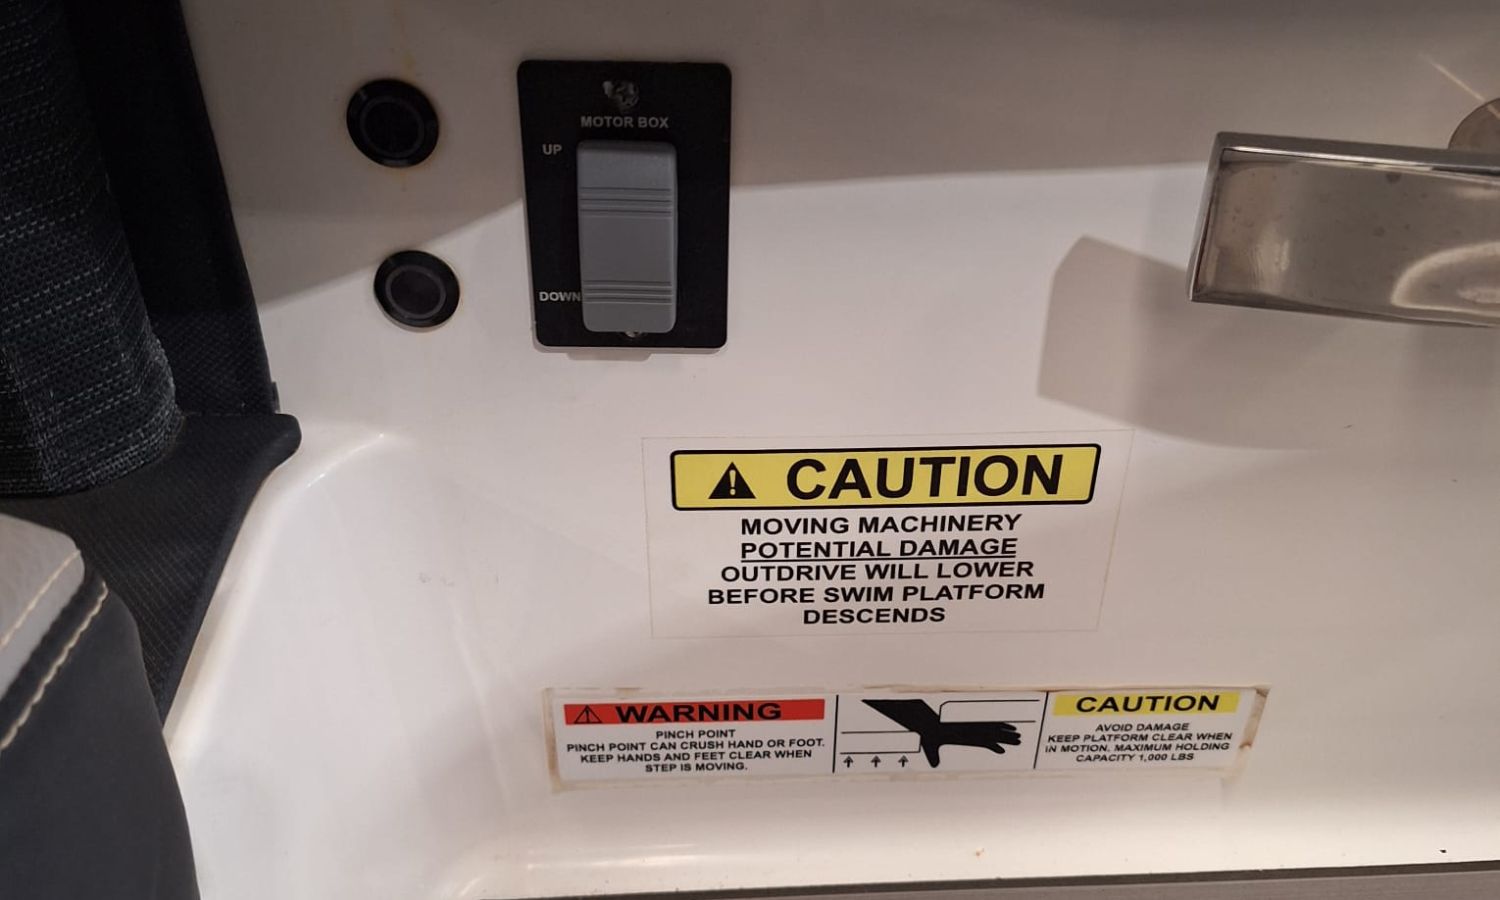 MOTOR BOX
UP
DOWN
CAUTION
MOVING MACHINERY
POTENTIAL DAMAGE
OUTDRIVE WILL LOWER
BEFORE SWIM PLATFORM
DESCENDS
WARNING
PINCH POINT
PINCH POINT CAN CRUSH HAND OR FOOT.
KEEP HANDS AND FEET CLEAR WHEN
STEP IS MOVING.
CAUTION
AVOID DAMAGE
KEEP PLATFORM CLEAR WHEN
IN MOTION. MAXIMUM HOLDING
CAPACITY 1,000 LBS